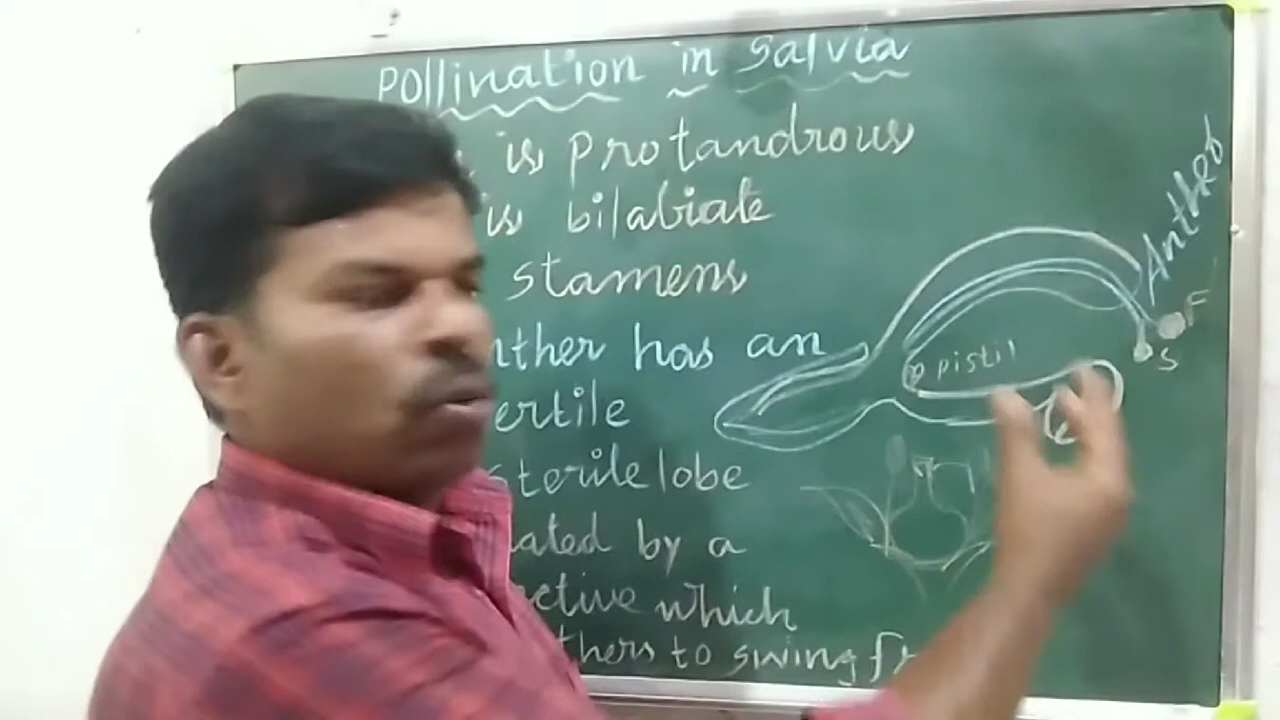 Pollination in Salvia
is protandrous
is bilabiate
stamens
nther has an
ertile
sterile lobe
ated by a
ctive which
thers to swing fr
Anther
F
S
pistil